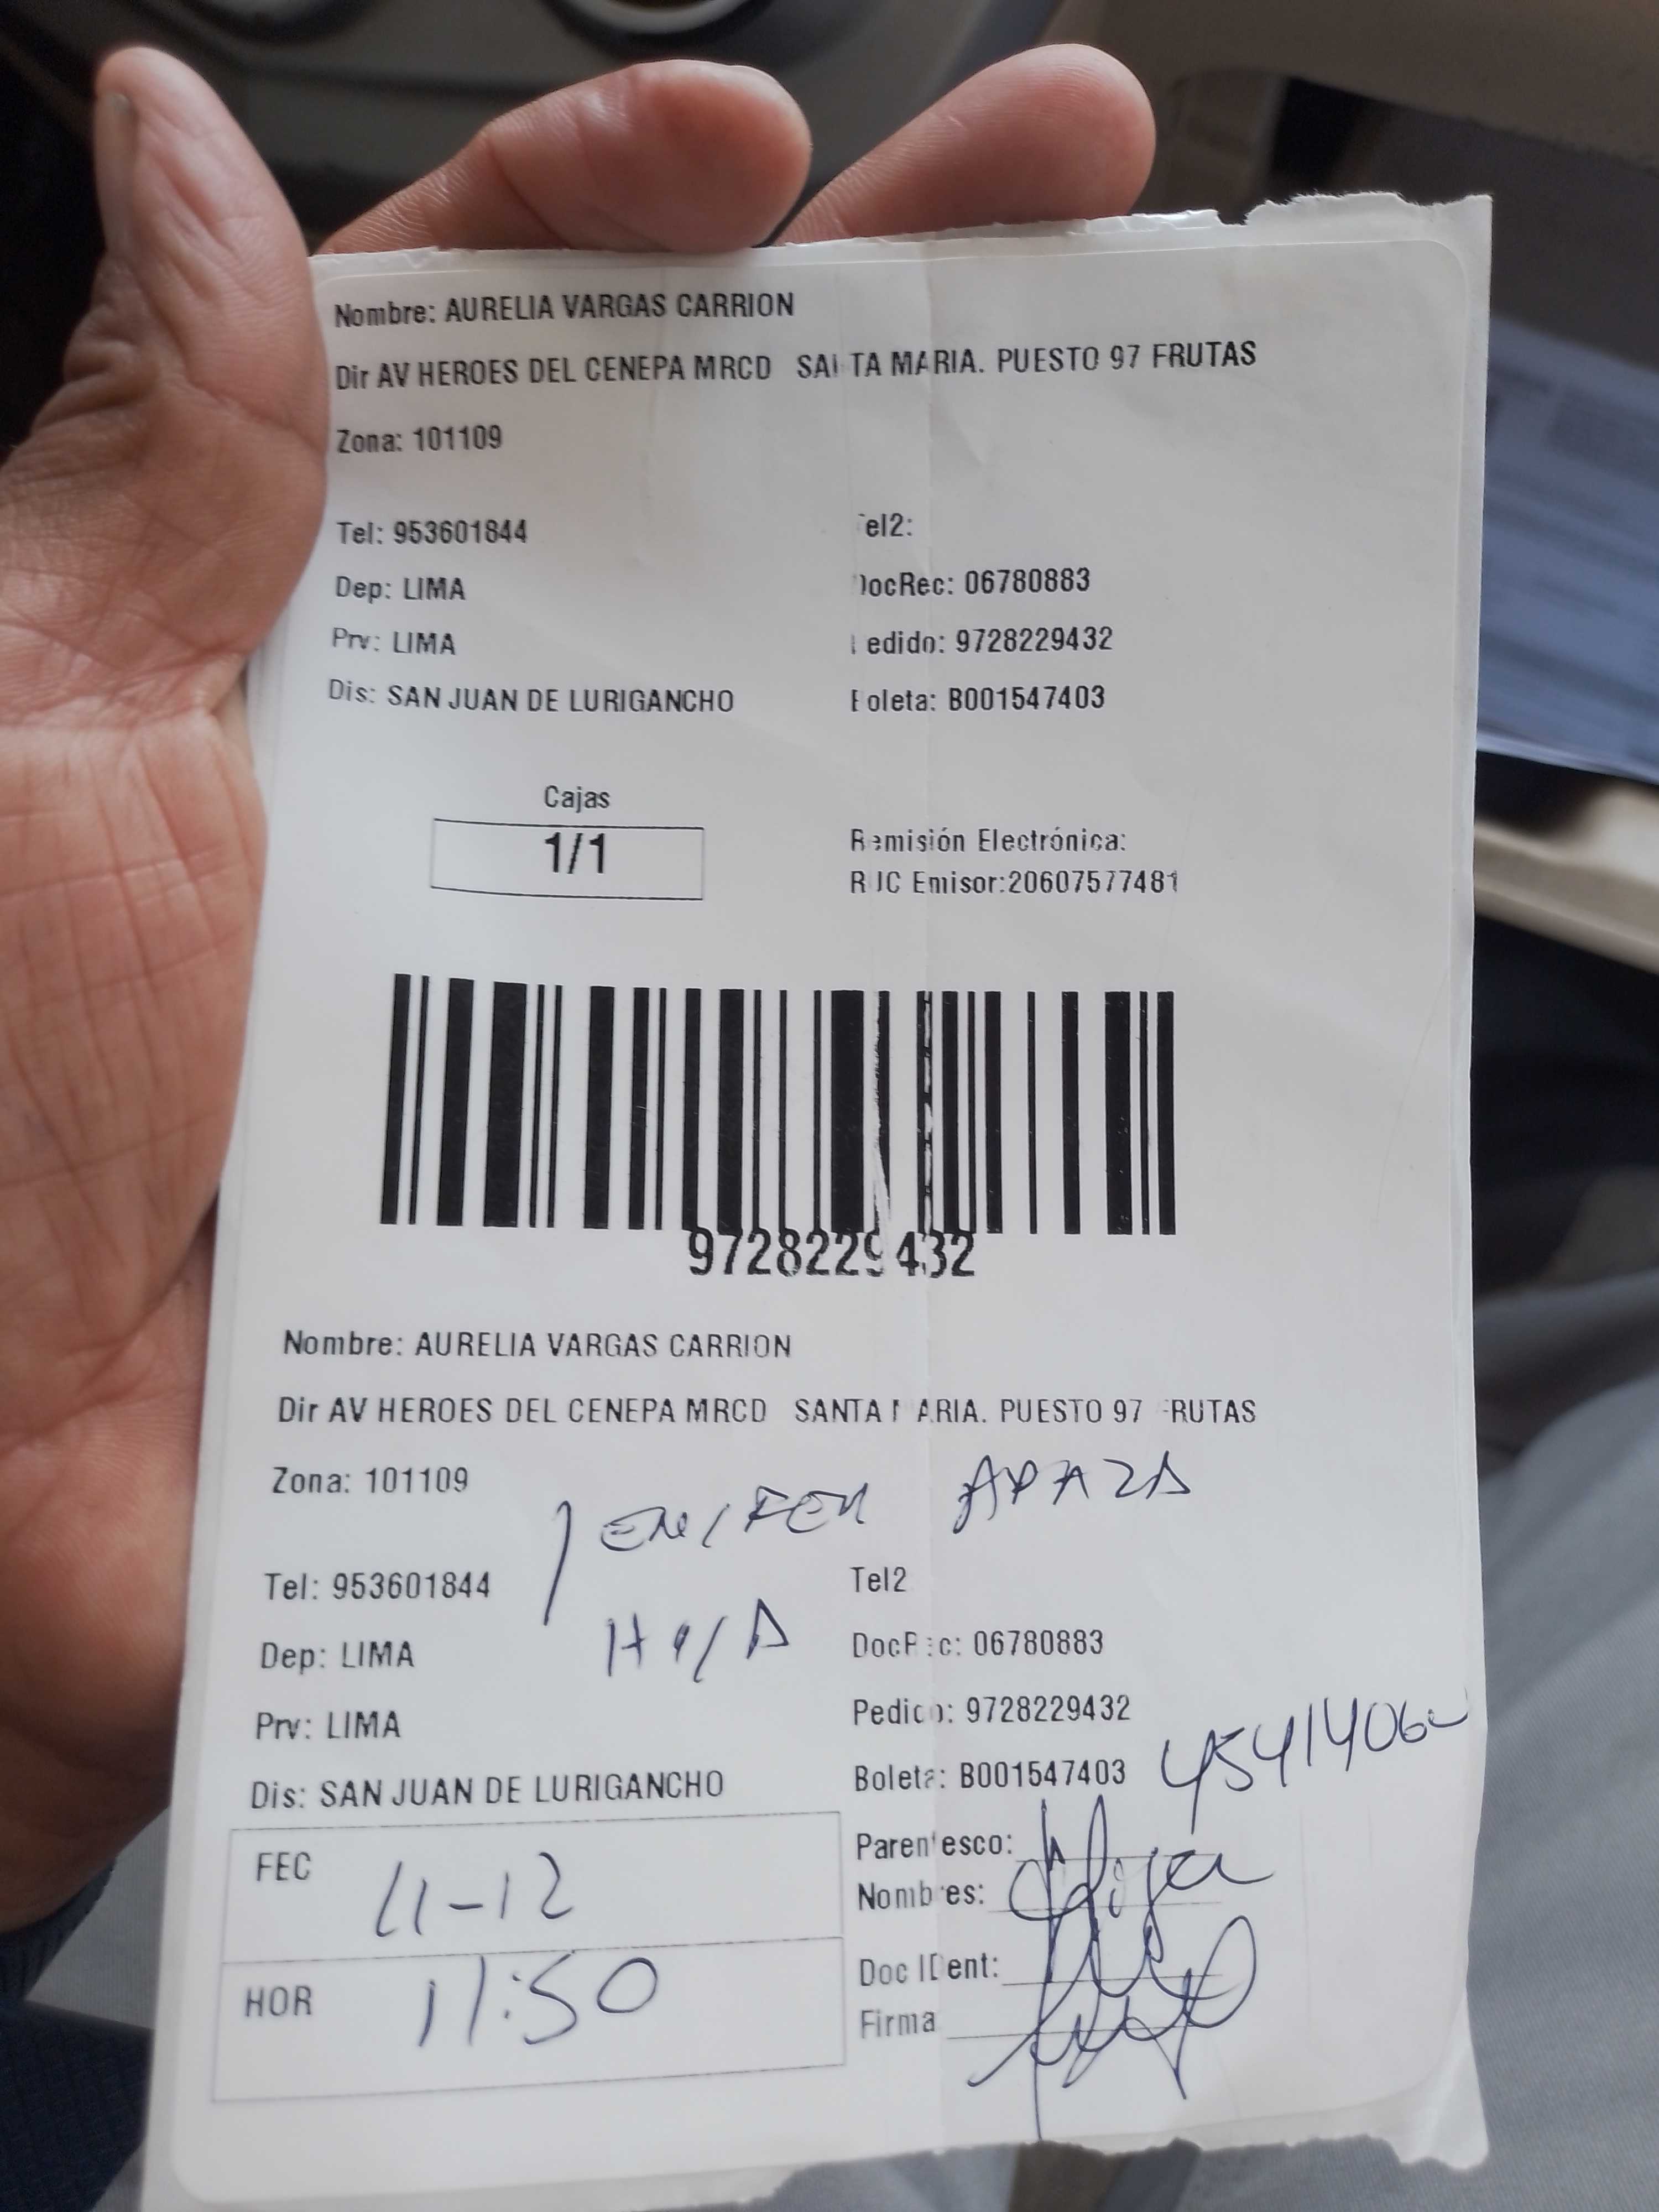 Nombre: AURELIA VARGAS CARRION
Dir AV HEROES DEL CENEPA MRCD SANTA MARIA. PUESTO 97 FRUTAS
Zona: 101109
Tel: 953601844
Tel2:
Dep: LIMA
DocRec: 06780883
Prv: LIMA
Pedido: 9728229432
Dis: SAN JUAN DE LURIGANCHO
Boleta: B001547403
Cajas
1/1
Remisión Electrónica:
RUC Emisor:20607577481
9728229432
Nombre: AURELIA VARGAS CARRION
Dir AV HEROES DEL CENEPA MRCD SANTA MARIA. PUESTO 97 FRUTAS
Zona: 101109
JENIFER APAZA
Tel: 953601844
Tel2
HIJA
Dep: LIMA
DocRec: 06780883
Prv: LIMA
Pedido: 9728229432
Dis: SAN JUAN DE LURIGANCHO
Boleta: B001547403
FEC 11-12
HOR 11:50
Parentesco:
Nombres: Hija
Doc IDent:
Firma